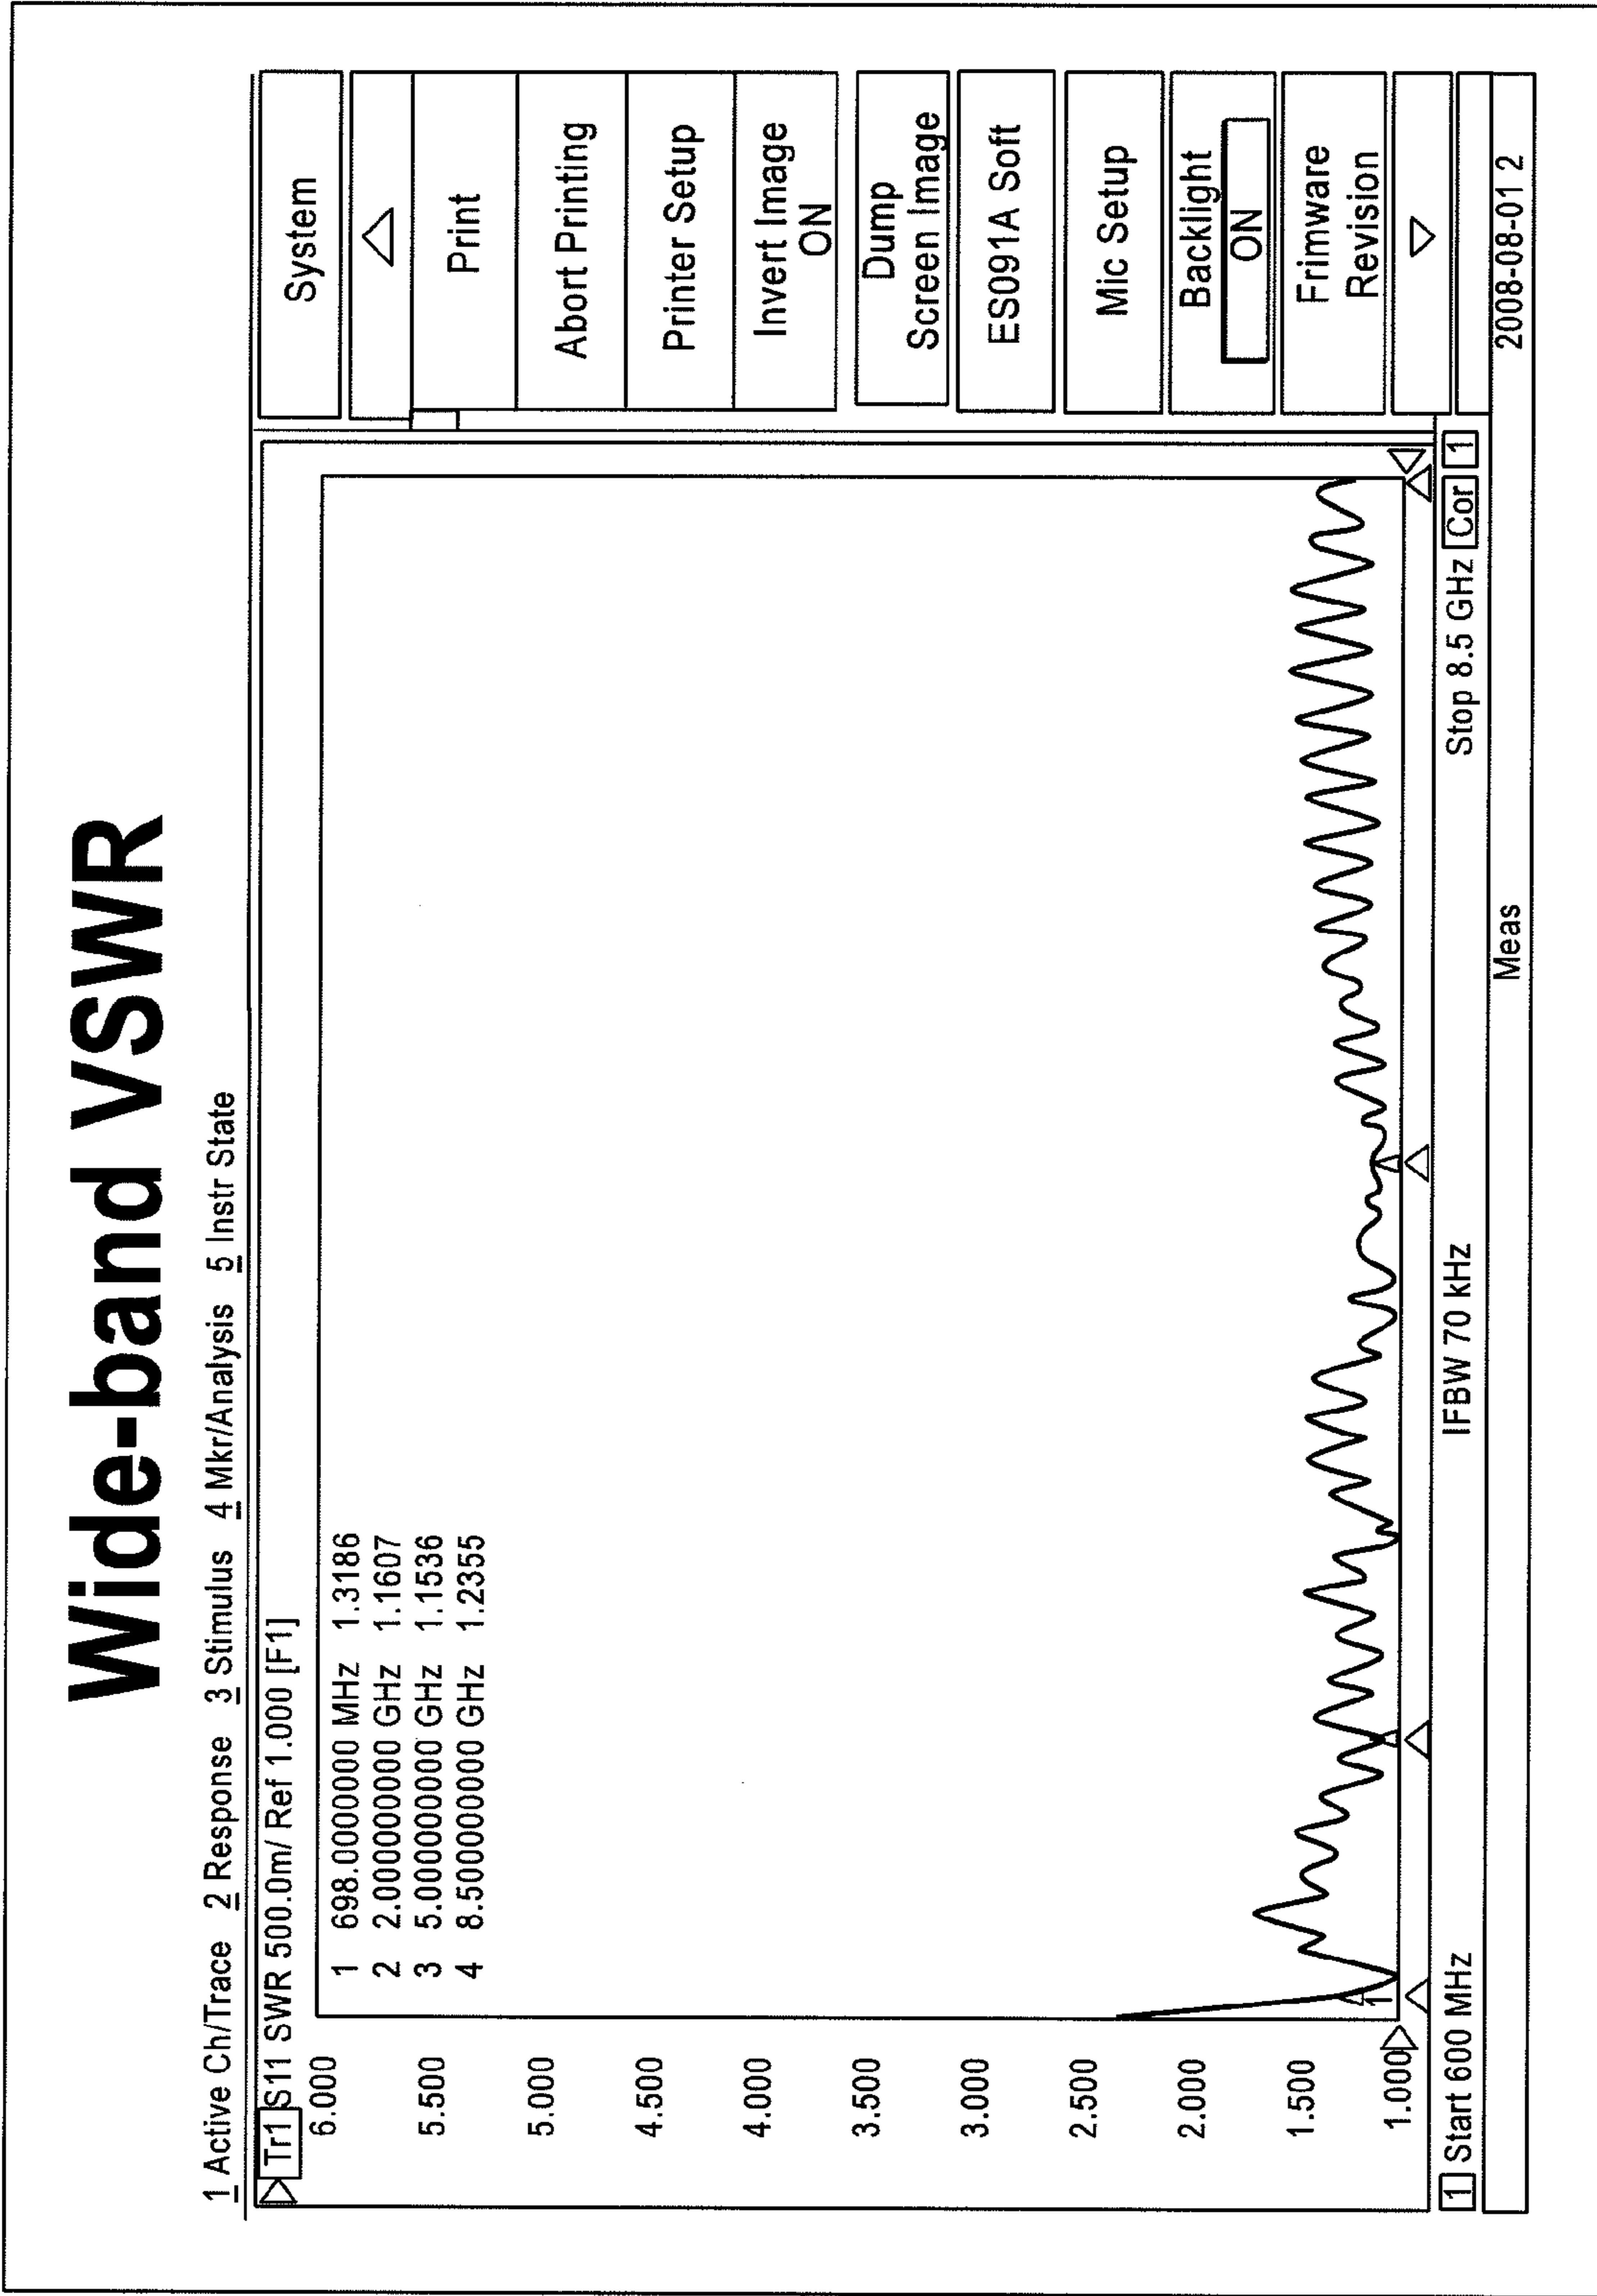 Wide-band VSWR
1 Active Ch/Trace 2 Response 3 Stimulus 4 Mkr/Analysis 5 Instr State
Tr1 S11 SWR 500.0m/ Ref 1.000 [F1]
6.000
5.500
5.000
4.500
4.000
3.500
3.000
2.500
2.000
1.500
1.000
1 698.0000000 MHz 1.3186
2 2.000000000 GHz 1.1607
3 5.000000000 GHz 1.1536
4 8.500000000 GHz 1.2355
1
1 Start 600 MHz
IFBW 70 kHz
Stop 8.5 GHz Cor 1
Meas
2008-08-01 2
System
Print
Abort Printing
Printer Setup
Invert Image
ON
Dump
Screen Image
ES091A Soft
Mic Setup
Backlight
ON
Frimware
Revision